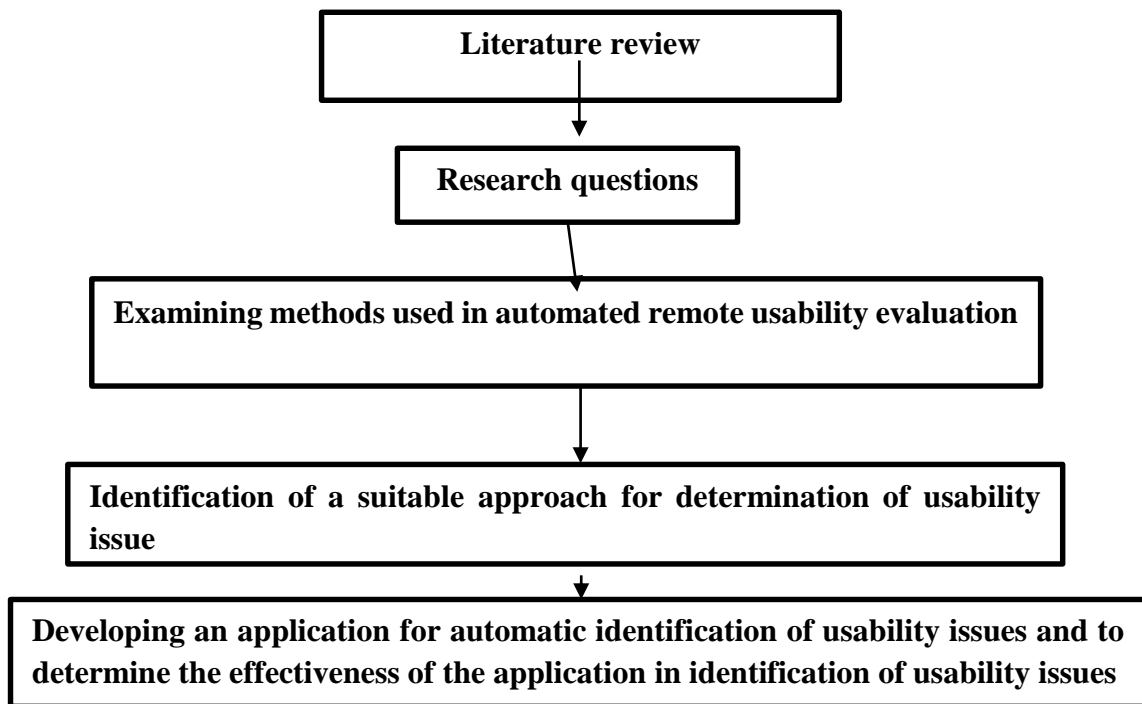 Literature review
Research questions
Examining methods used in automated remote usability evaluation
Identification of a suitable approach for determination of usability
issue
Developing an application for automatic identification of usability issues and to
determine the effectiveness of the application in identification of usability issues